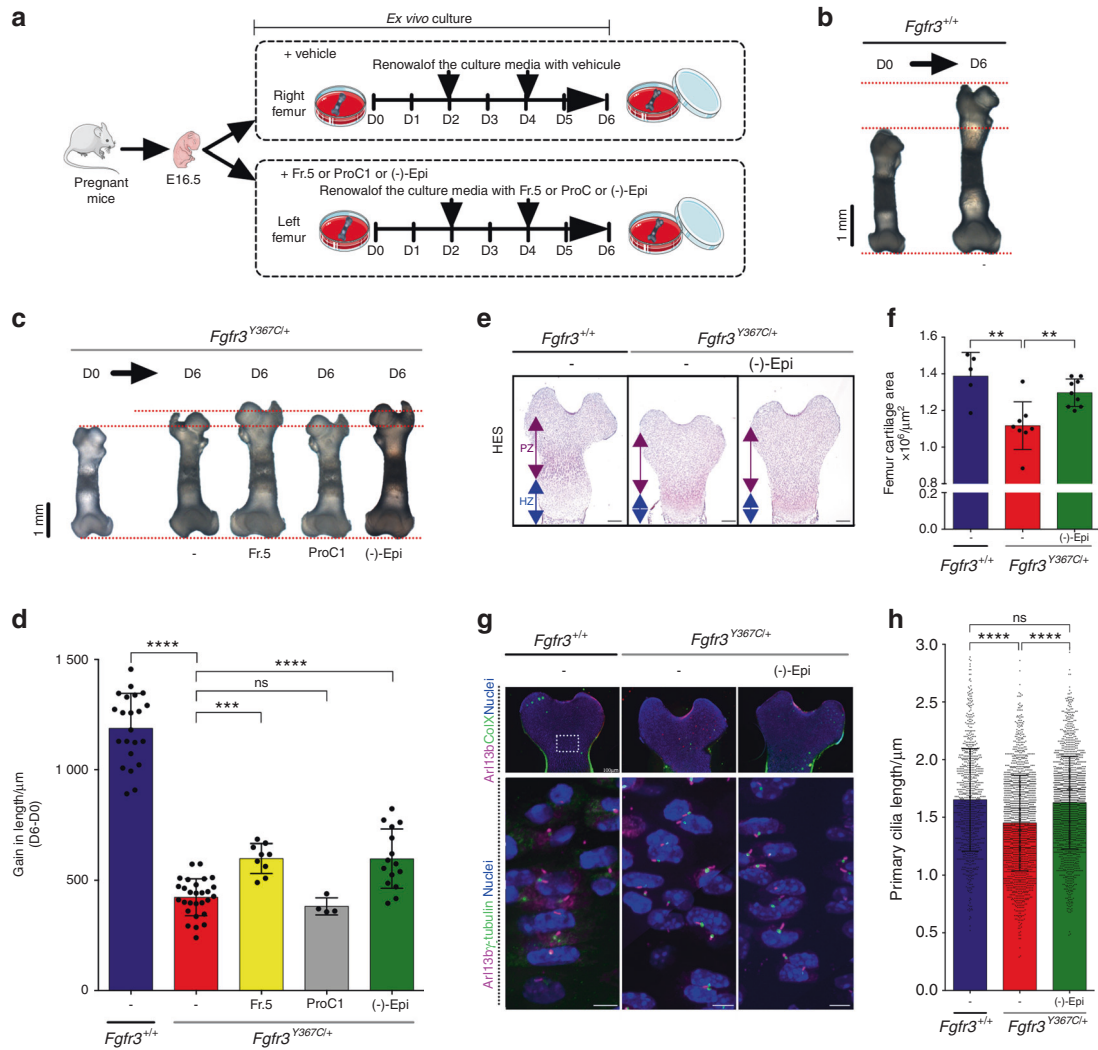 a
Ex vivo culture
+ vehicle
Renowalof the culture media with vehicule
Right
femur
D0 D1 D2 D3 D4 D5 D6
Pregnant
mice
E16.5
+ Fr.5 or ProC1 or (-)-Epi
Renowalof the culture media with Fr.5 or ProC or (-)-Epi
Left
femur
D0 D1 D2 D3 D4 D5 D6
b
Fgfr3+/+
D0 D6
1 mm
-
c
Fgfr3Y367C/+
D0 D6 D6 D6 D6
1 mm
- Fr.5 ProC1 (-)-Epi
d
Gain in length/μm
(D6-D0)
1 500
1 000
500
0
****
****
ns
***
- - Fr.5 ProC1 (-)-Epi
Fgfr3+/+ Fgfr3Y367C/+
e
Fgfr3+/+ Fgfr3Y367C/+
- - (-)-Epi
HES
PZ
HZ
f
Femur cartilage area
×10⁶/μm²
1.6
1.4
1.2
1.0
0.8
0.2
0.0
** **
- - (-)-Epi
Fgfr3+/+ Fgfr3Y367C/+
g
Fgfr3+/+ Fgfr3Y367C/+
- - (-)-Epi
Arl13bColXNuclei
100μm
Arl13bγ-tubulin Nuclei
h
Primary cilia length/μm
3.0
2.5
2.0
1.5
1.0
0.5
0
ns
**** ****
- - (-)-Epi
Fgfr3+/+ Fgfr3Y367C/+